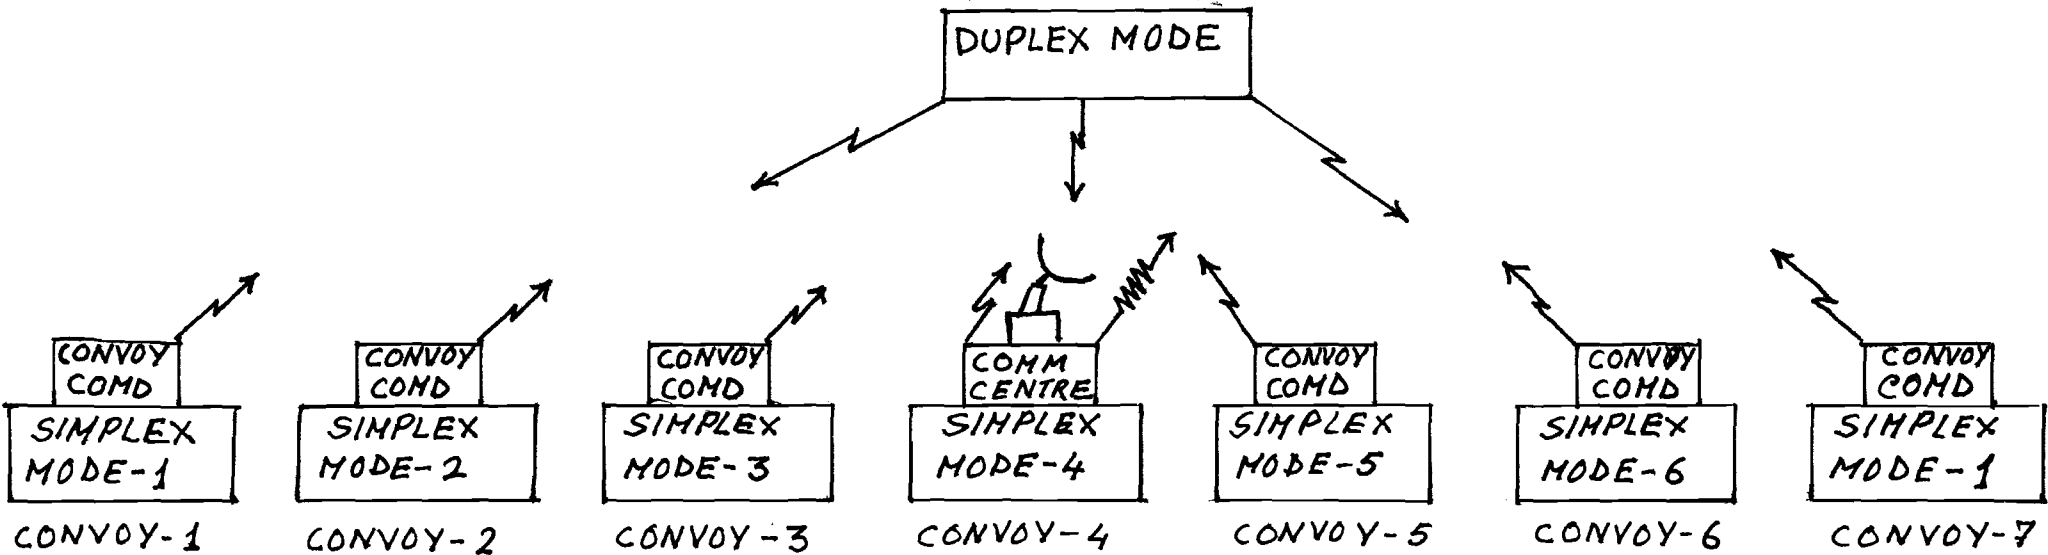 DUPLEX MODE
CONVOY
COMD
SIMPLEX
MODE-1
CONVOY-1
CONVOY
COMD
SIMPLEX
MODE-2
CONVOY-2
CONVOY
COMD
SIMPLEX
MODE-3
CONVOY-3
COMM
CENTRE
SIMPLEX
MODE-4
CONVOY-4
CONVOY
COMD
SIMPLEX
MODE-5
CONVOY-5
CONVOY
COMD
SIMPLEX
MODE-6
CONVOY-6
CONVOY
COMD
SIMPLEX
MODE-1
CONVOY-7